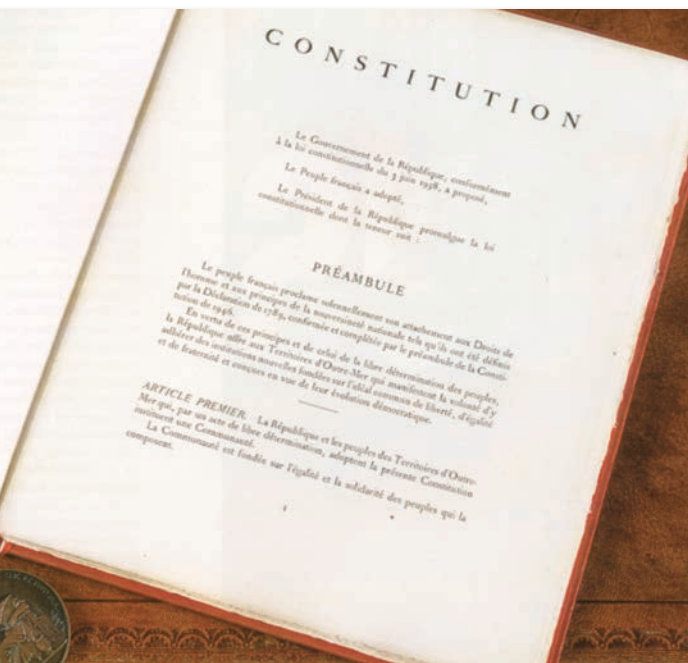 CONSTITUTION
Le Gouvernement de la République, conformément
à la loi constitutionnelle du 3 juin 1958, a proposé,
Le Peuple français a adopté,
Le Président de la République promulgue la loi
constitutionnelle dont la teneur suit :
PRÉAMBULE
Le peuple français proclame solennellement son attachement aux Droits de
l'homme et aux principes de la souveraineté nationale tels qu'ils ont été définis
par la Déclaration de 1789, confirmée et complétée par le préambule de la Consti-
tution de 1946.
En vertu de ces principes et de celui de la libre détermination des peuples,
la République offre aux Territoires d'Outre-Mer qui manifestent la volonté d'y
adhérer des institutions nouvelles fondées sur l'idéal commun de liberté, d'égalité
et de fraternité et conçues en vue de leur évolution démocratique.
ARTICLE PREMIER. La République et les peuples des Territoires d'Outre-
Mer qui, par un acte de libre détermination, adoptent la présente Constitution
instituent une Communauté.
La Communauté est fondée sur l'égalité et la solidarité des peuples qui la
composent.